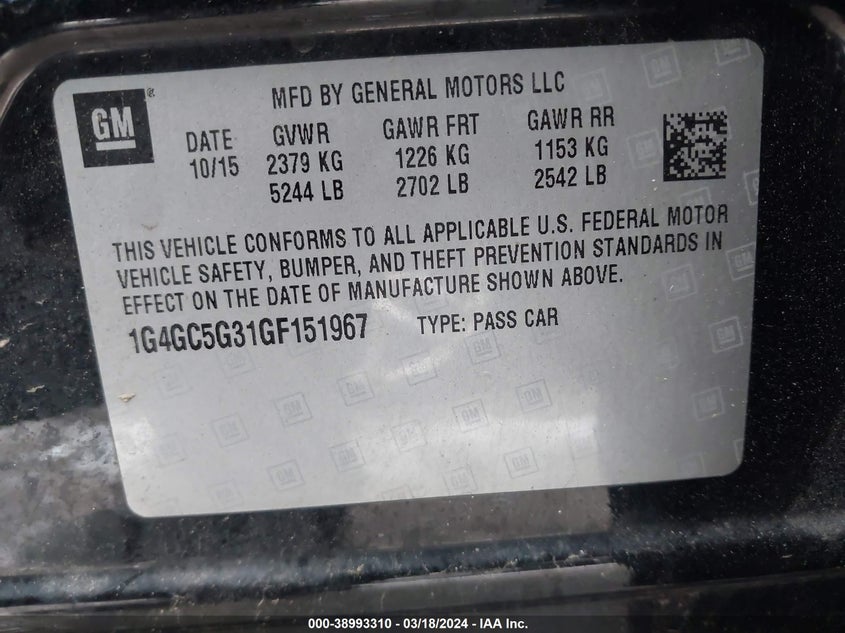 GM
MFD BY GENERAL MOTORS LLC
DATE GVWR GAWR FRT GAWR RR
10/15 2379 KG 1226 KG 1153 KG
5244 LB 2702 LB 2542 LB
THIS VEHICLE CONFORMS TO ALL APPLICABLE U.S. FEDERAL MOTOR
VEHICLE SAFETY, BUMPER, AND THEFT PREVENTION STANDARDS IN
EFFECT ON THE DATE OF MANUFACTURE SHOWN ABOVE.
1G4GC5G31GF151967 TYPE: PASS CAR
000-38993310 - 03/18/2024 - IAA Inc.